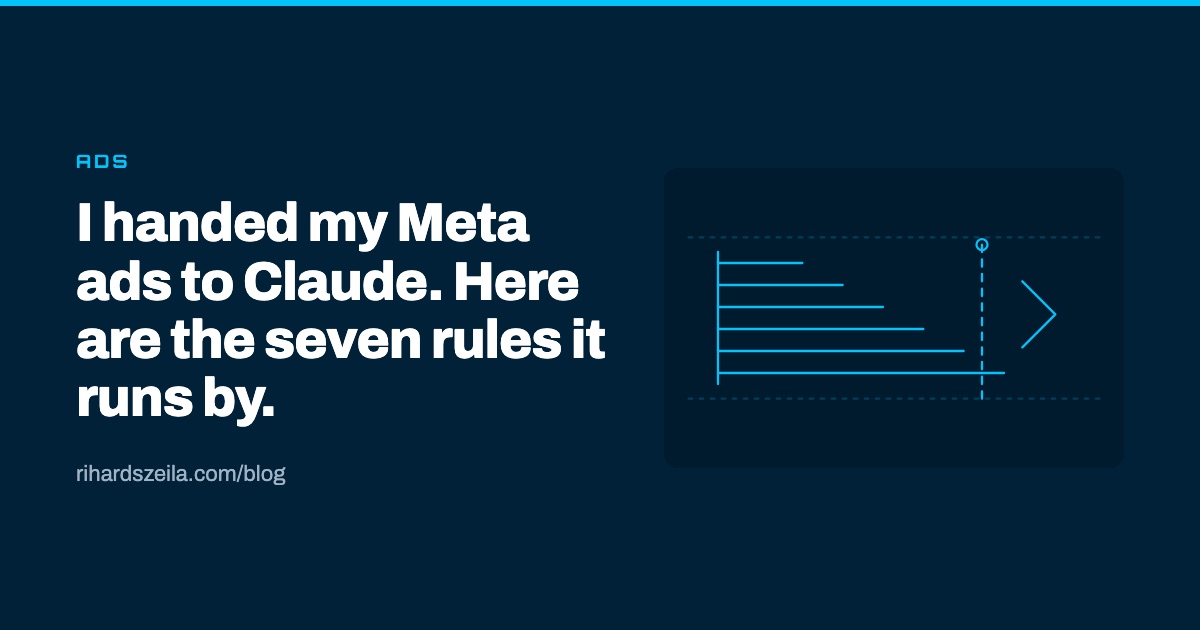 ADS
I handed my Meta
ads to Claude. Here
are the seven rules it
runs by.
rihardszeila.com/blog